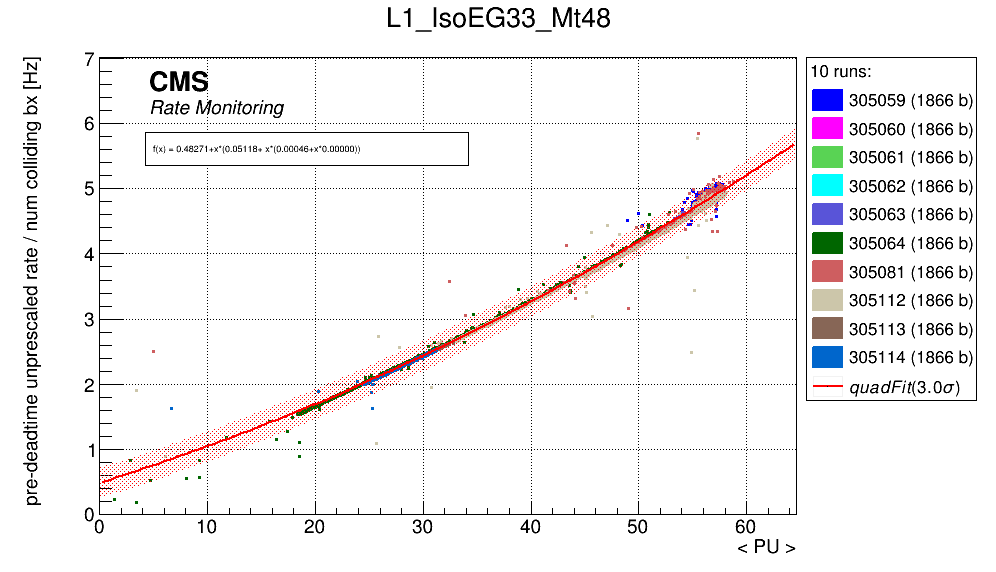 L1_IsoEG33_Mt48
pre-deadtime unprescaled rate / num colliding bx [Hz]
7
6
5
4
3
2
1
0
CMS
Rate Monitoring
f(x) = 0.48271+x*(0.05118+ x*(0.00046+x*0.00000))
0 10 20 30 40 50 60
< PU >
10 runs:
305059 (1866 b)
305060 (1866 b)
305061 (1866 b)
305062 (1866 b)
305063 (1866 b)
305064 (1866 b)
305081 (1866 b)
305112 (1866 b)
305113 (1866 b)
305114 (1866 b)
quadFit(3.0σ)